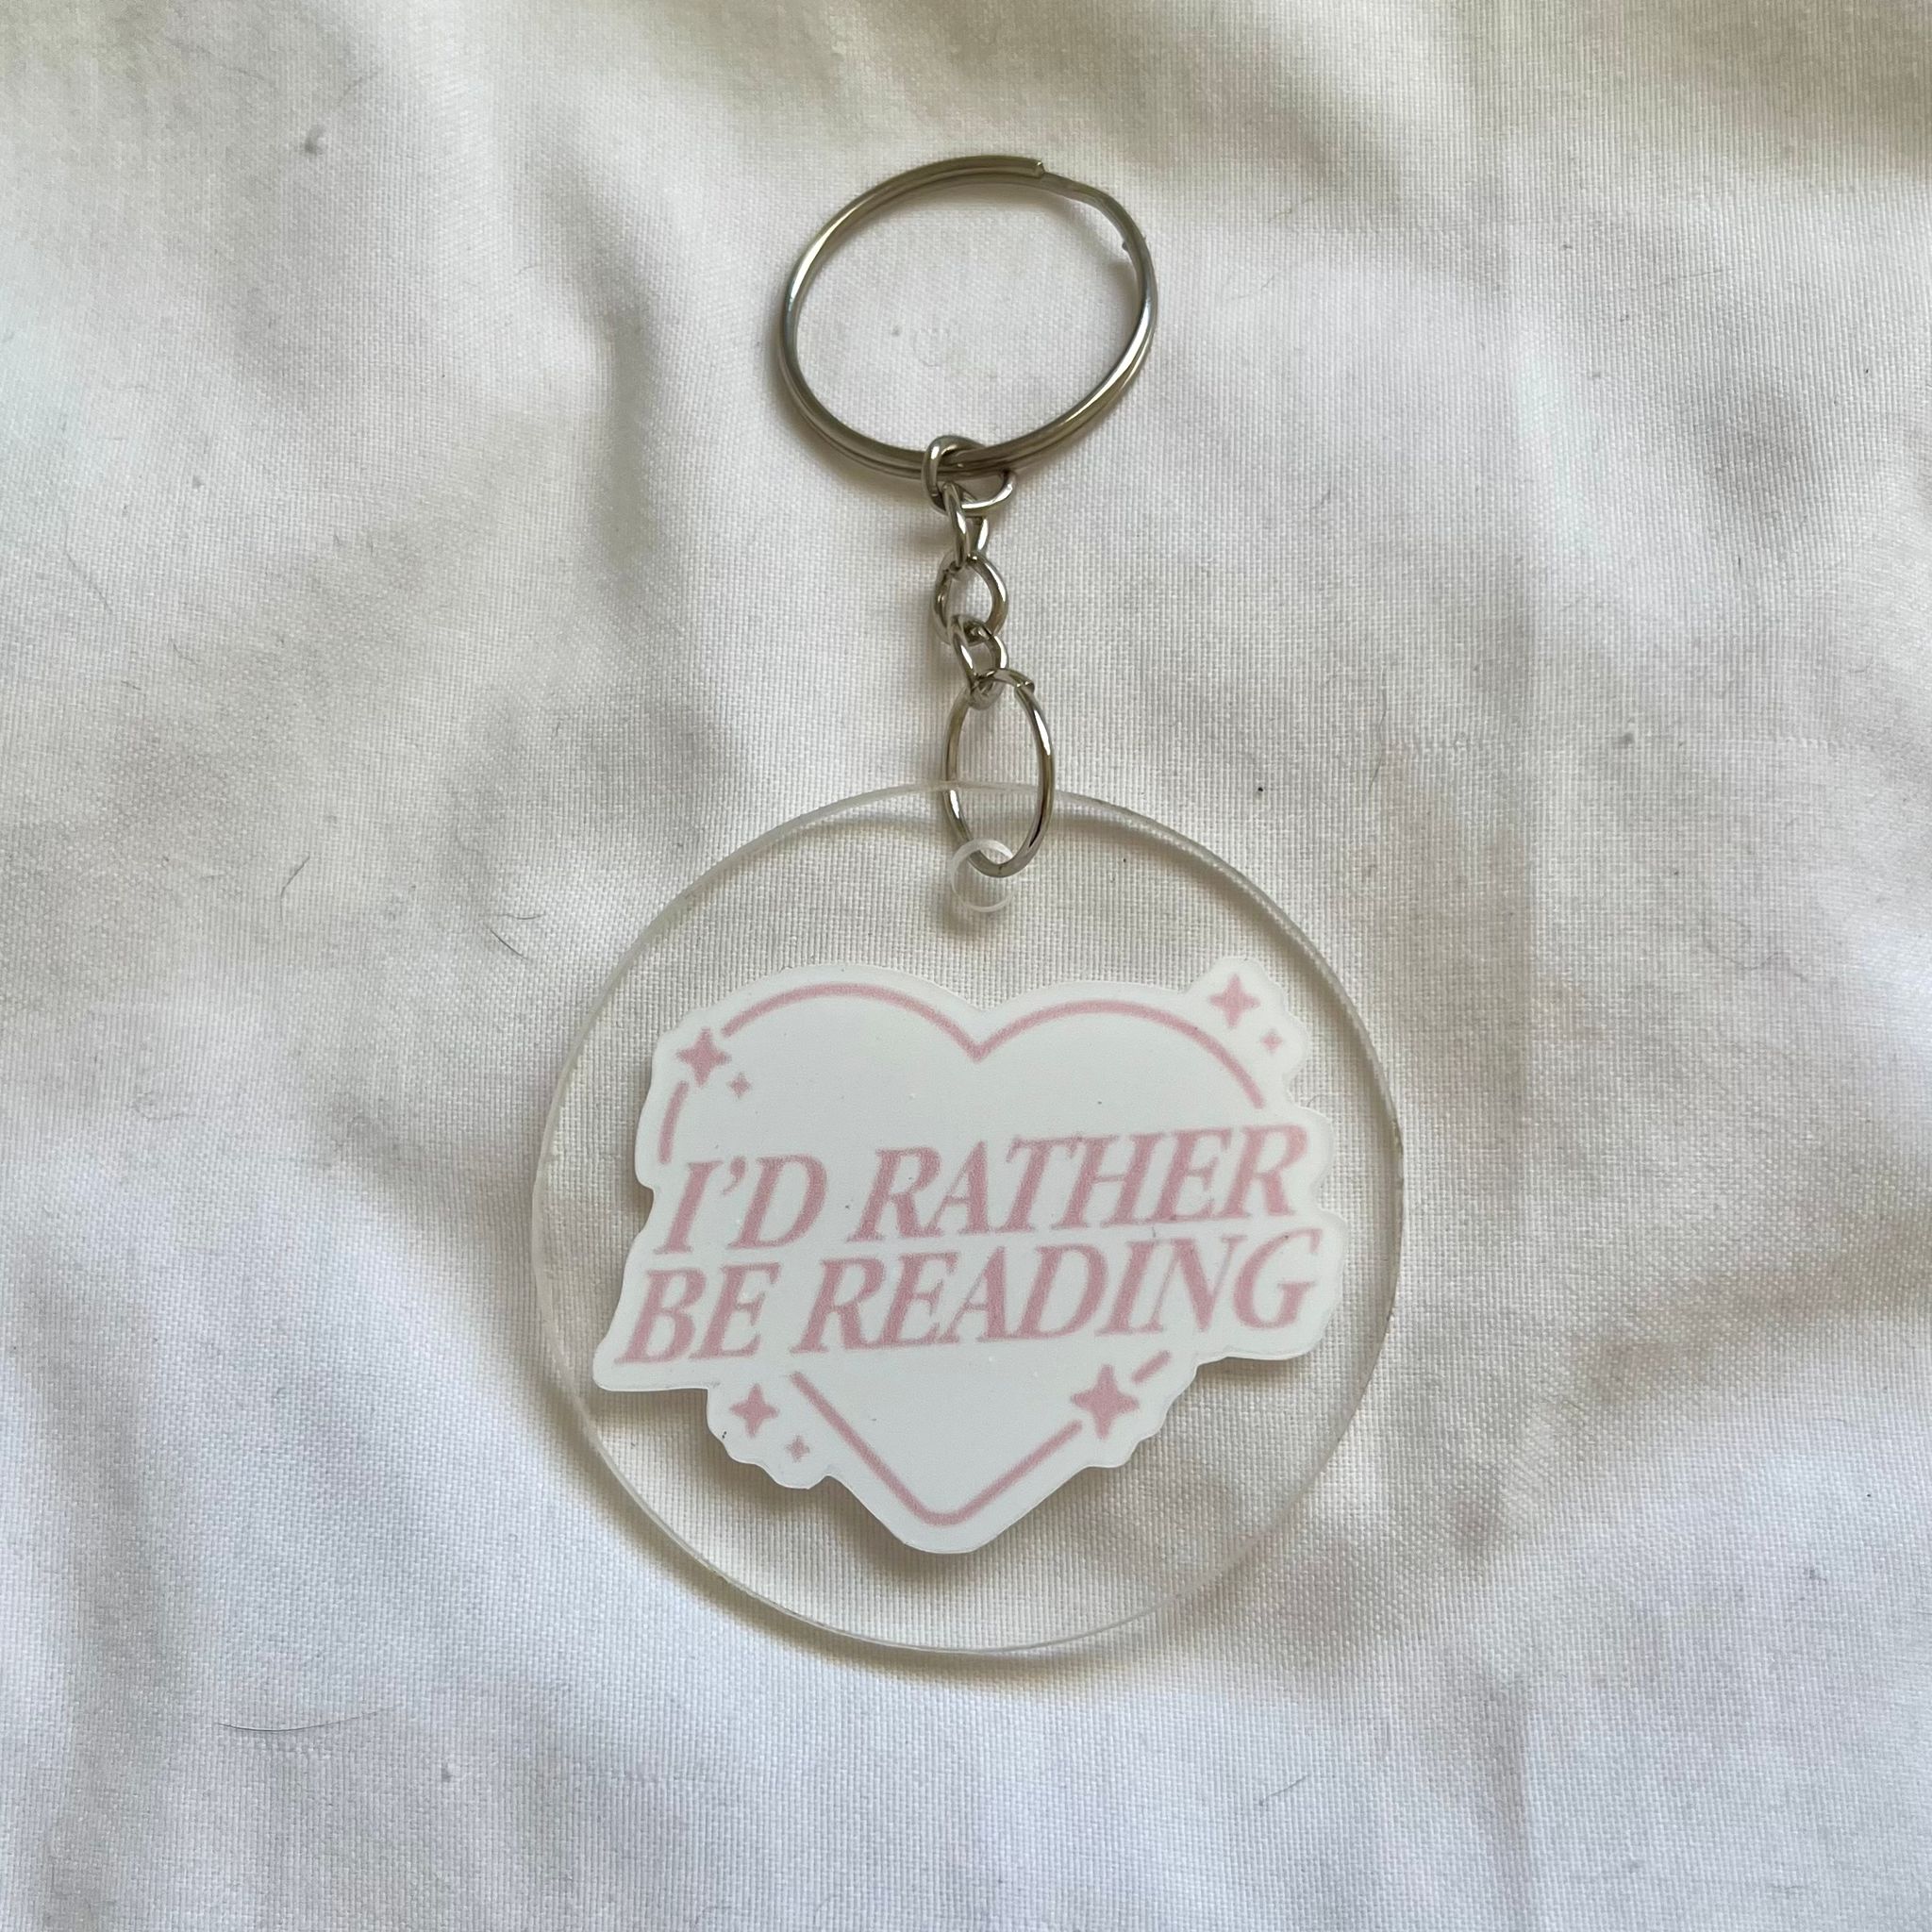 I'D RATHER
BE READING